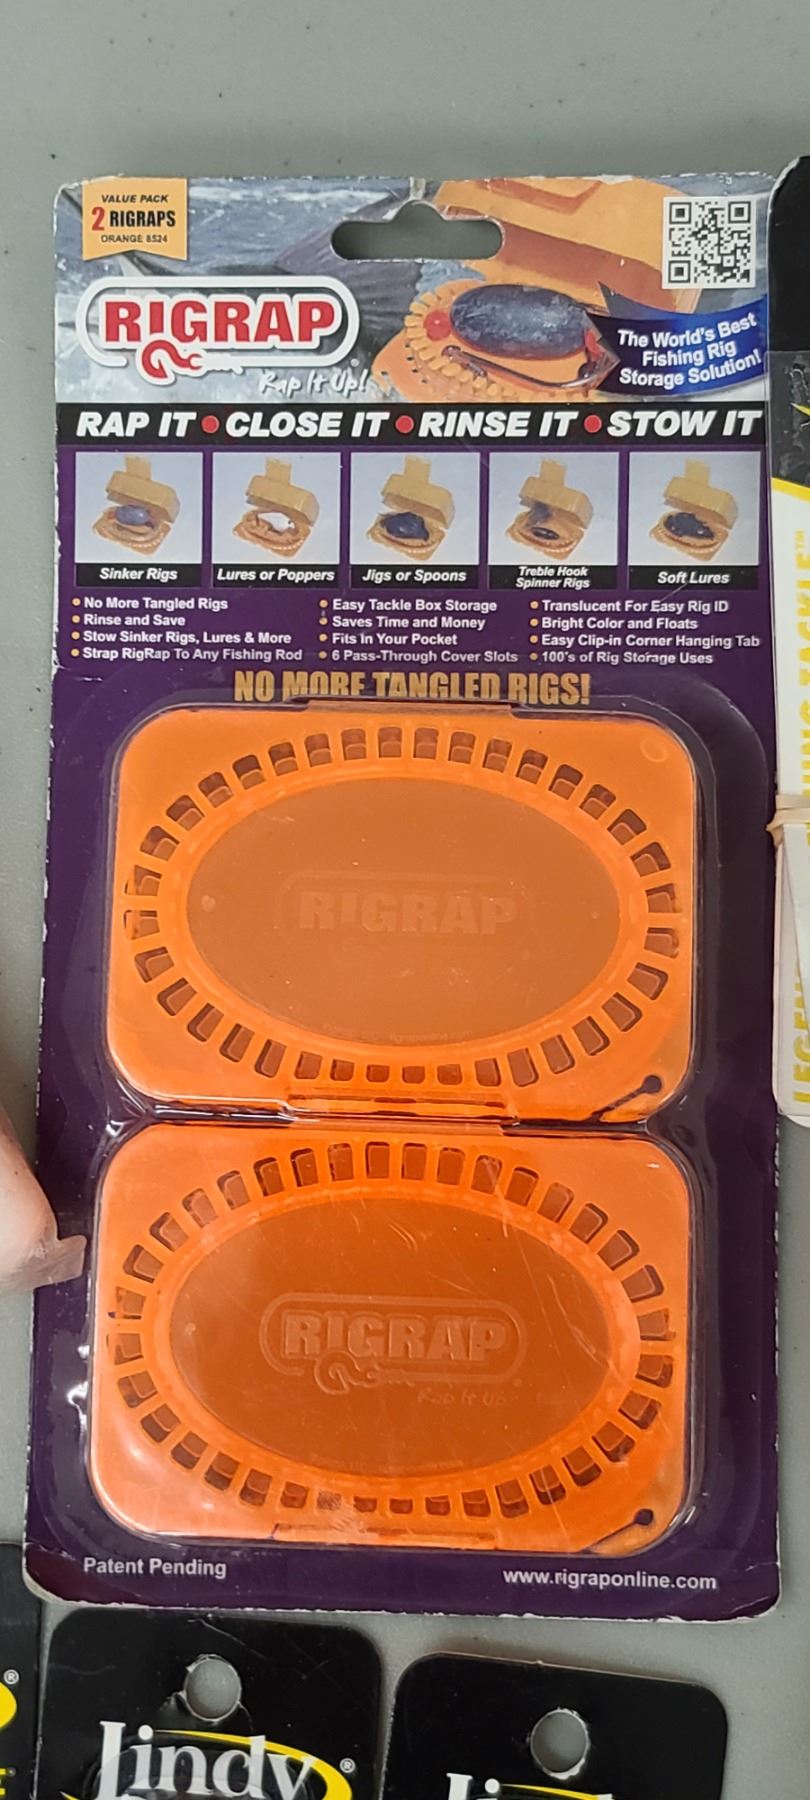 VALUE PACK
2 RIGRAPS
ORANGE 8524
RIGRAP
Rap It Up!
The World's Best
Fishing Rig
Storage Solution!
RAP IT • CLOSE IT • RINSE IT • STOW IT
Sinker Rigs
Lures or Poppers
Jigs or Spoons
Treble Hook
Spinner Rigs
Soft Lures
• No More Tangled Rigs
• Rinse and Save
• Stow Sinker Rigs, Lures & More
• Strap RigRap To Any Fishing Rod
• Easy Tackle Box Storage
• Saves Time and Money
• Fits In Your Pocket
• 6 Pass-Through Cover Slots
• Translucent For Easy Rig ID
• Bright Color and Floats
• Easy Clip-in Corner Hanging Tab
• 100's of Rig Storage Uses
NO MORE TANGLED RIGS!
RIGRAP
RIGRAP
Rap It Up
Patent Pending
www.rigraponline.com
Lindy